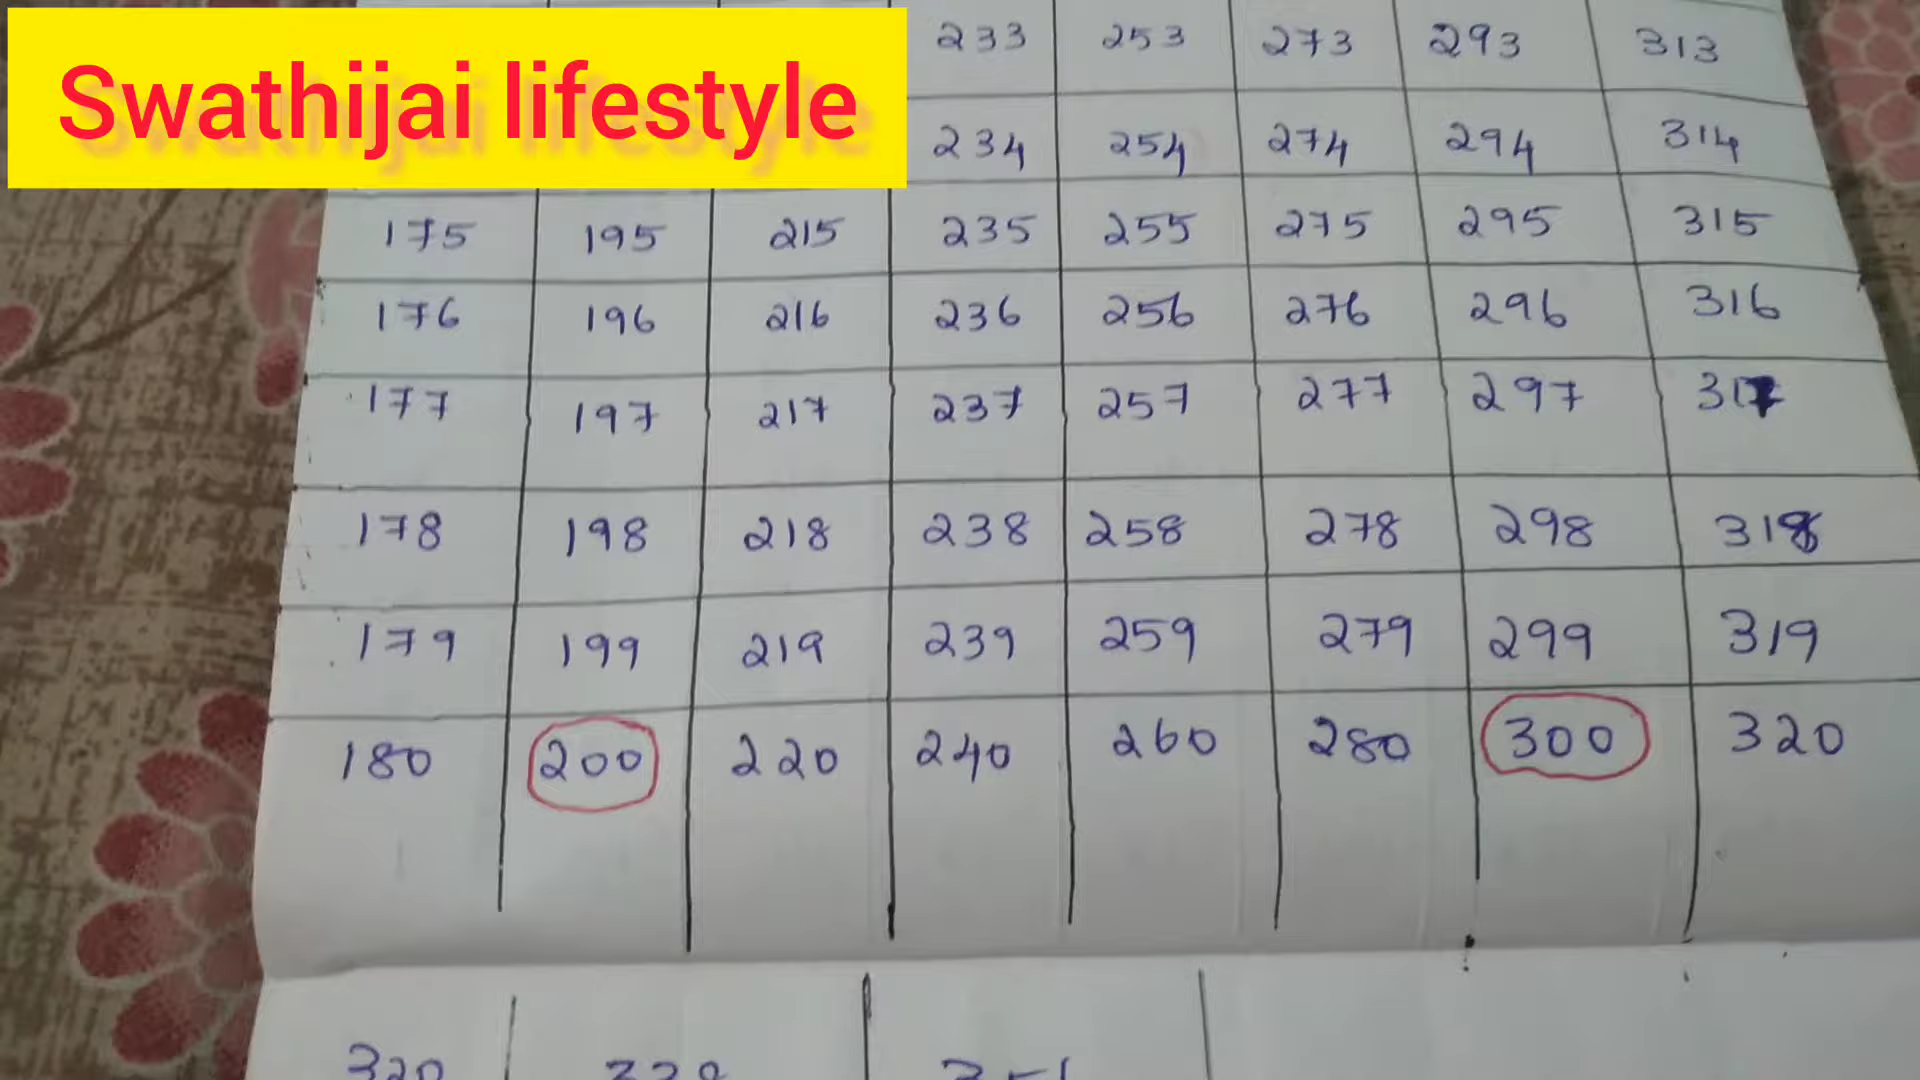 Swathijai lifestyle
233 253 273 293 313
234 254 274 294 314
175 195 215 235 255 275 295 315
176 196 216 236 256 276 296 316
177 197 217 237 257 277 297 317
178 198 218 238 258 278 298 318
179 199 219 239 259 279 299 319
180 200 220 240 260 280 300 320